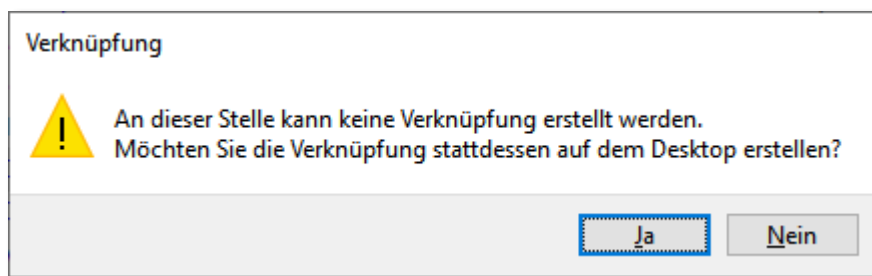 Verknüpfung
An dieser Stelle kann keine Verknüpfung erstellt werden.
Möchten Sie die Verknüpfung stattdessen auf dem Desktop erstellen?
Ja
Nein